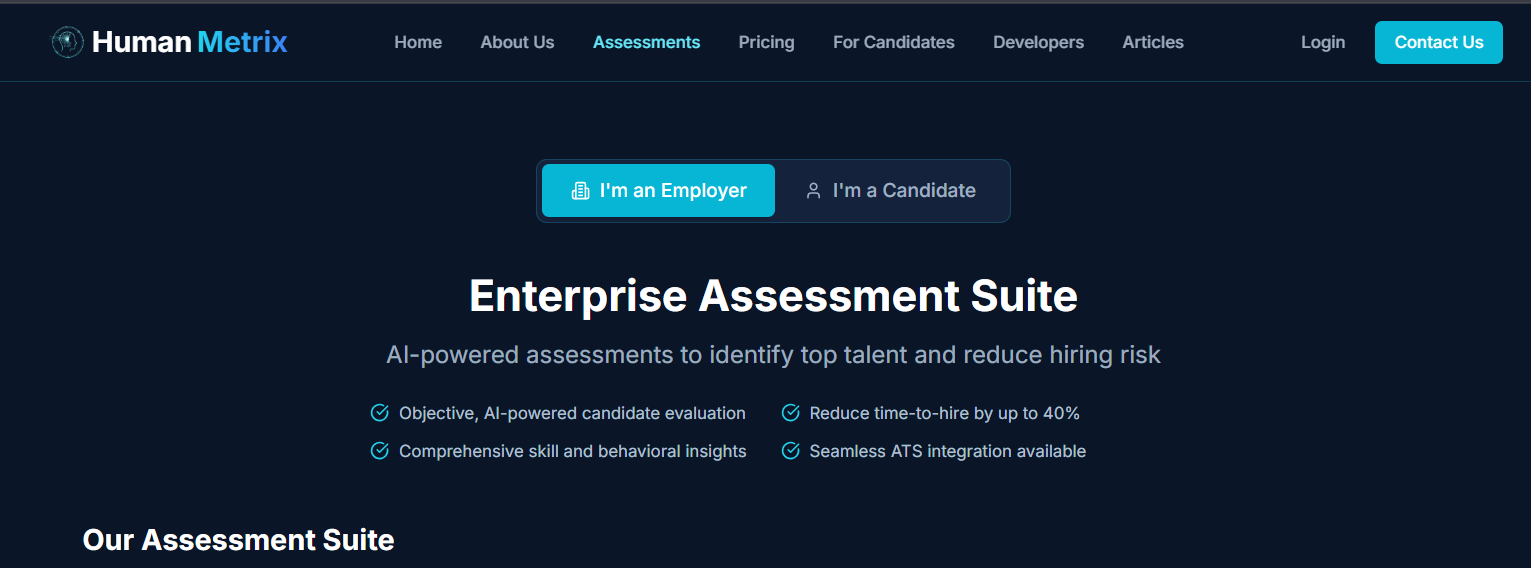 Human Metrix
Home About Us Assessments Pricing For Candidates Developers Articles Login Contact Us
I'm an Employer I'm a Candidate
Enterprise Assessment Suite
AI-powered assessments to identify top talent and reduce hiring risk
Objective, AI-powered candidate evaluation Reduce time-to-hire by up to 40%
Comprehensive skill and behavioral insights Seamless ATS integration available
Our Assessment Suite